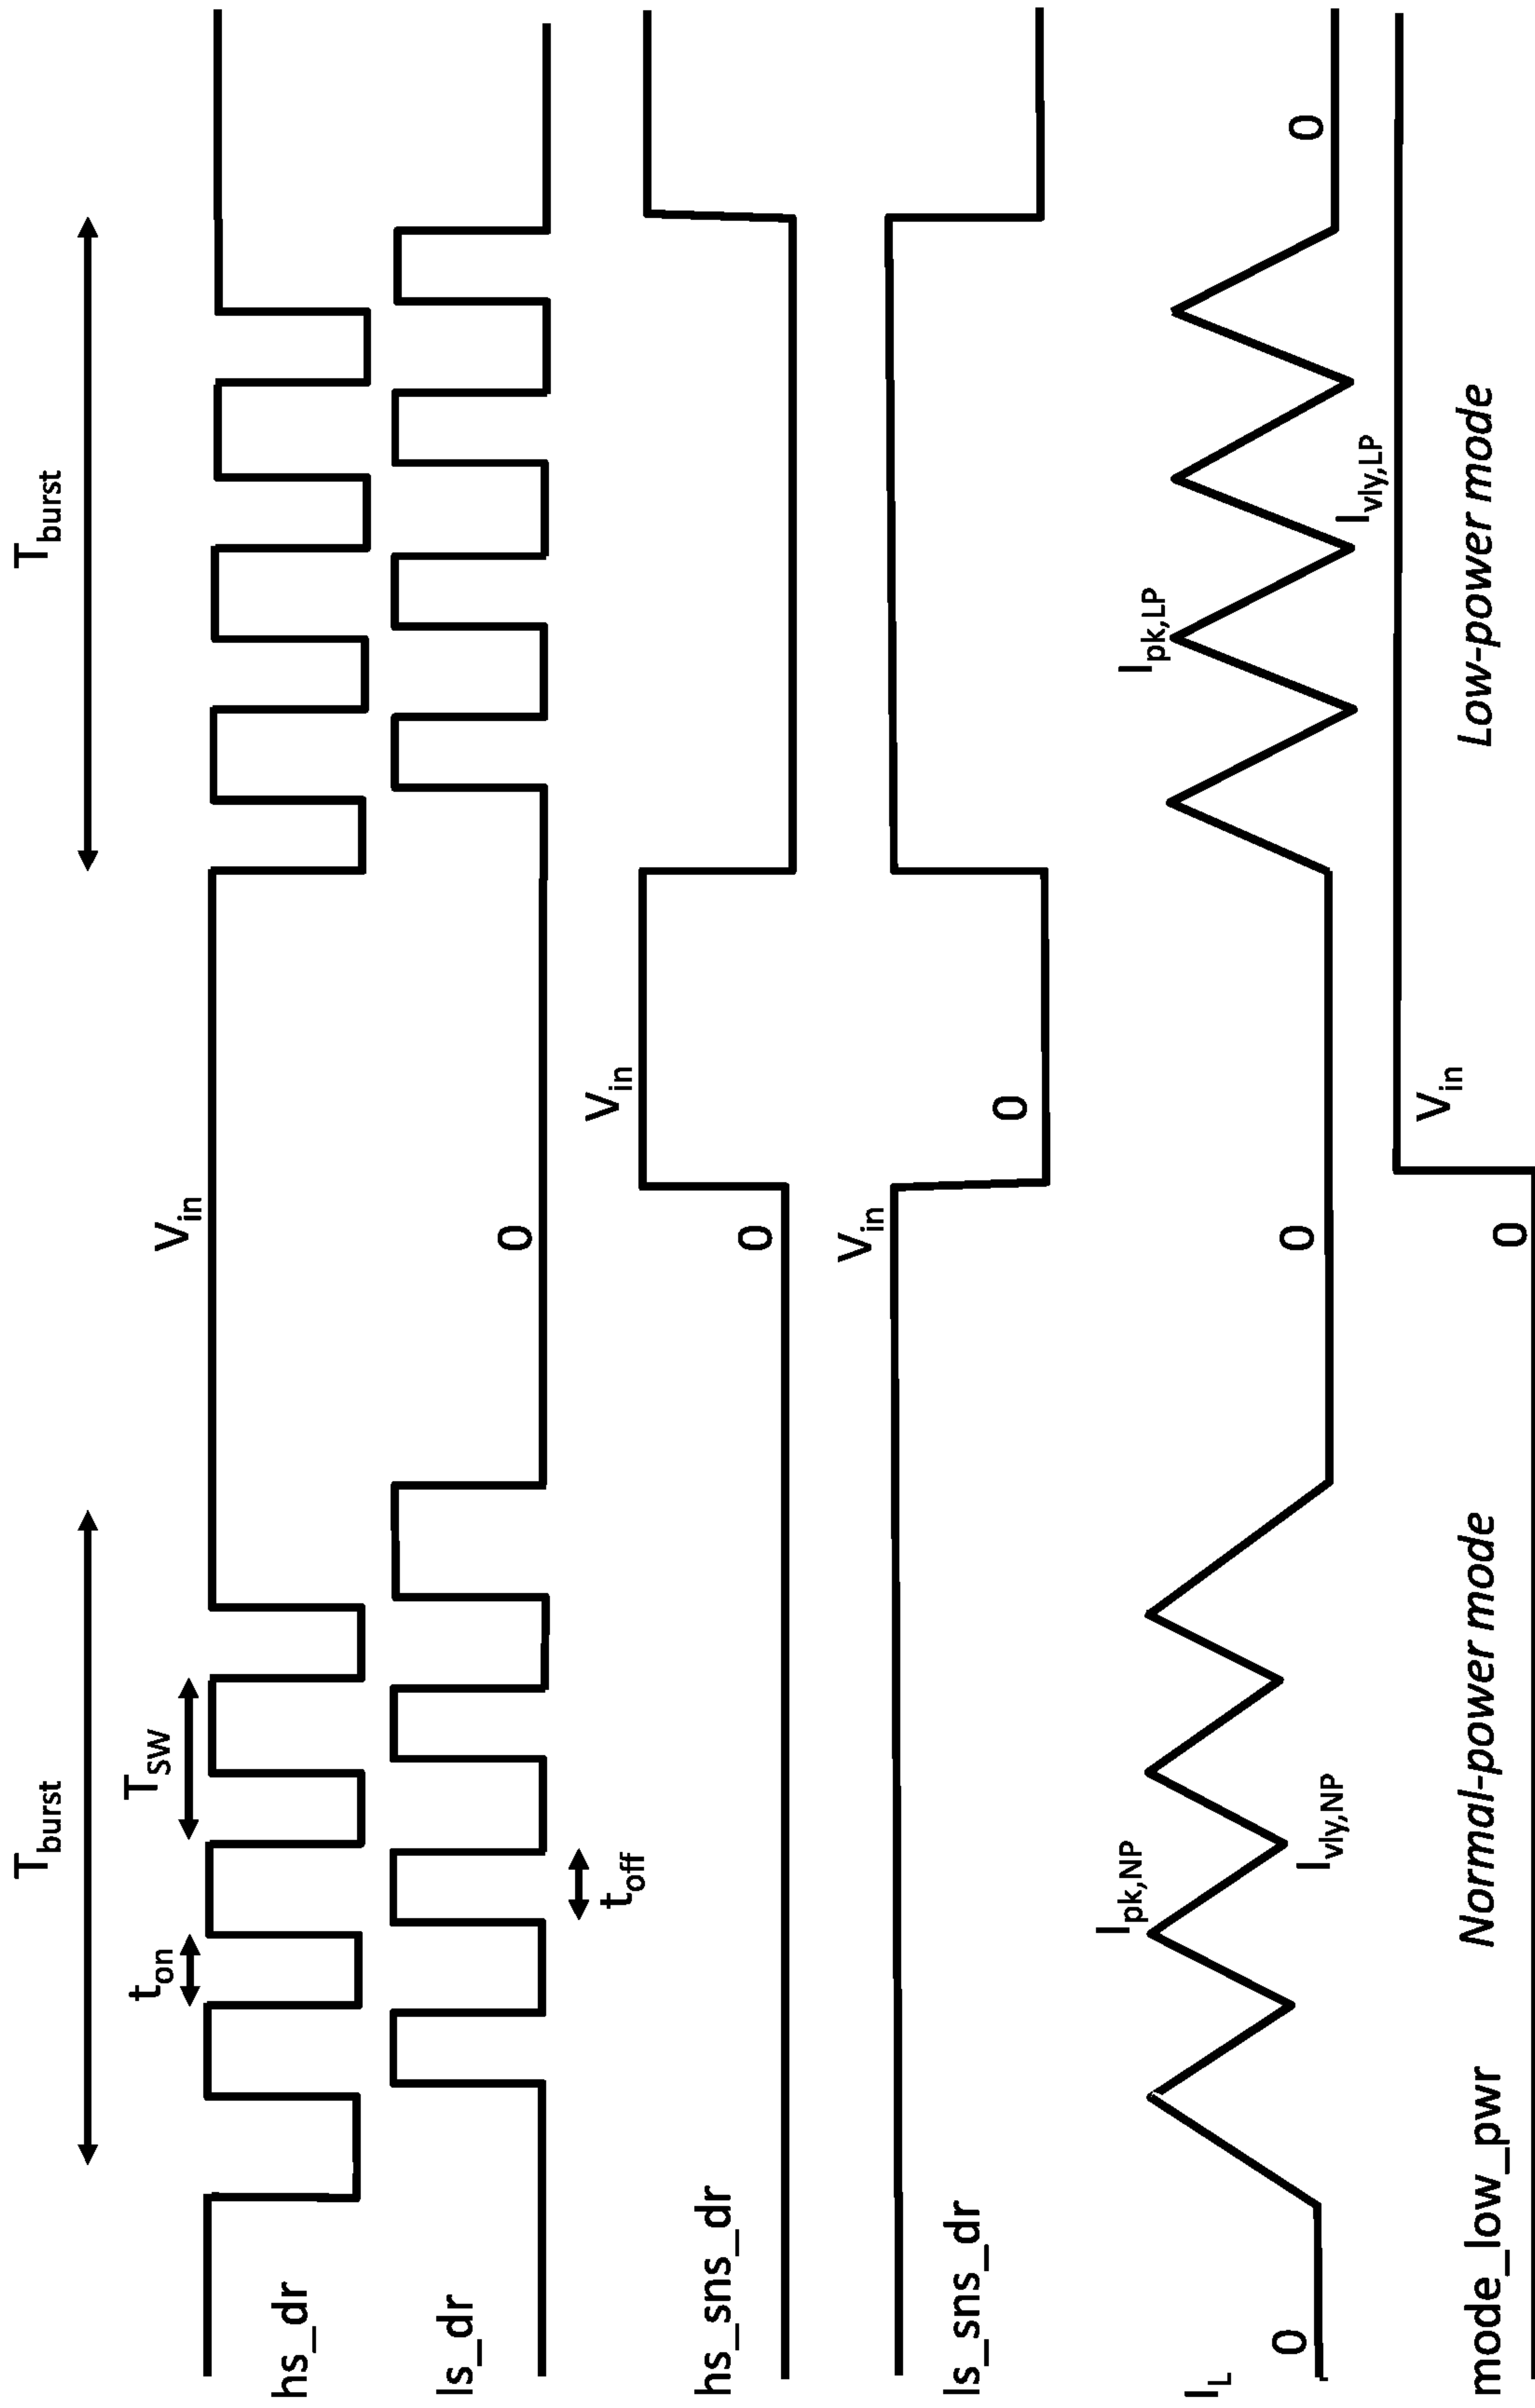 T_burst T_burst
t_on T_SW
V_in
hs_dr
ls_dr
0
t_off
V_in
hs_sns_dr
0
V_in
0
ls_sns_dr
I_pk,NP I_pk,LP
I_L
0 0 0
I_vly,NP I_vly,LP
V_in
mode_low_pwr Normal-power mode Low-power mode
0